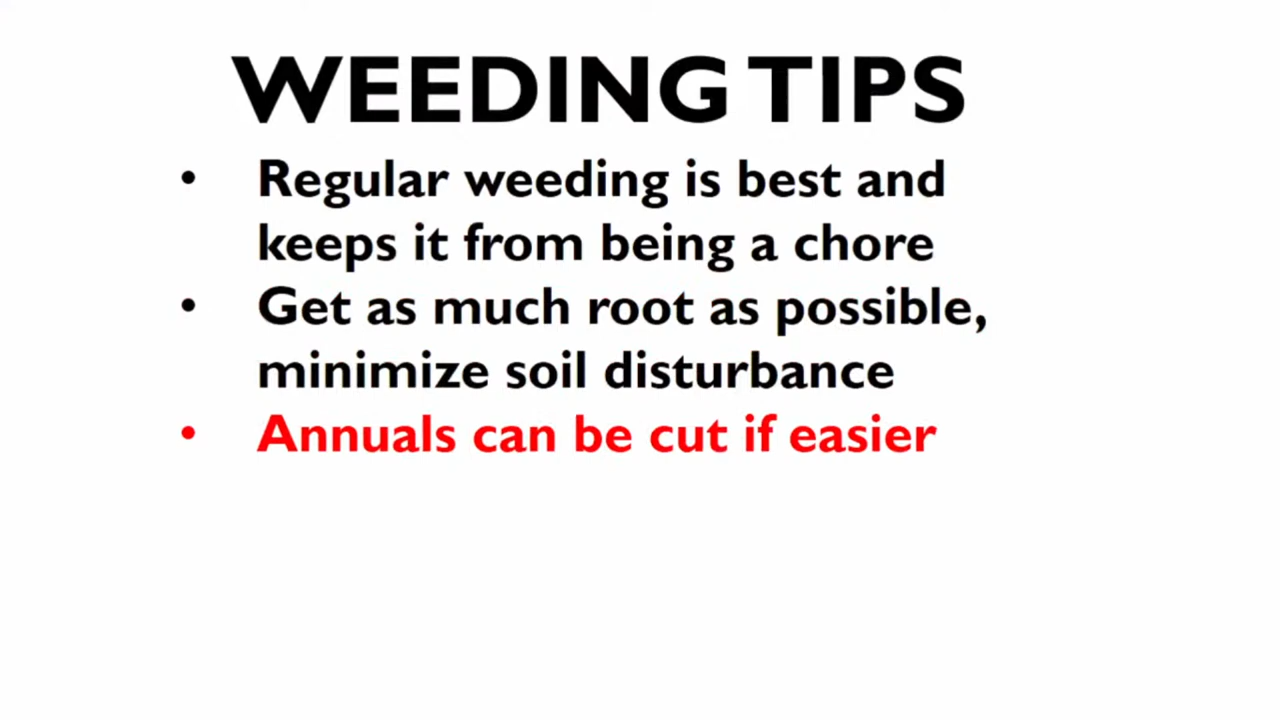 WEEDING TIPS
• Regular weeding is best and
keeps it from being a chore
• Get as much root as possible,
minimize soil disturbance
• Annuals can be cut if easier